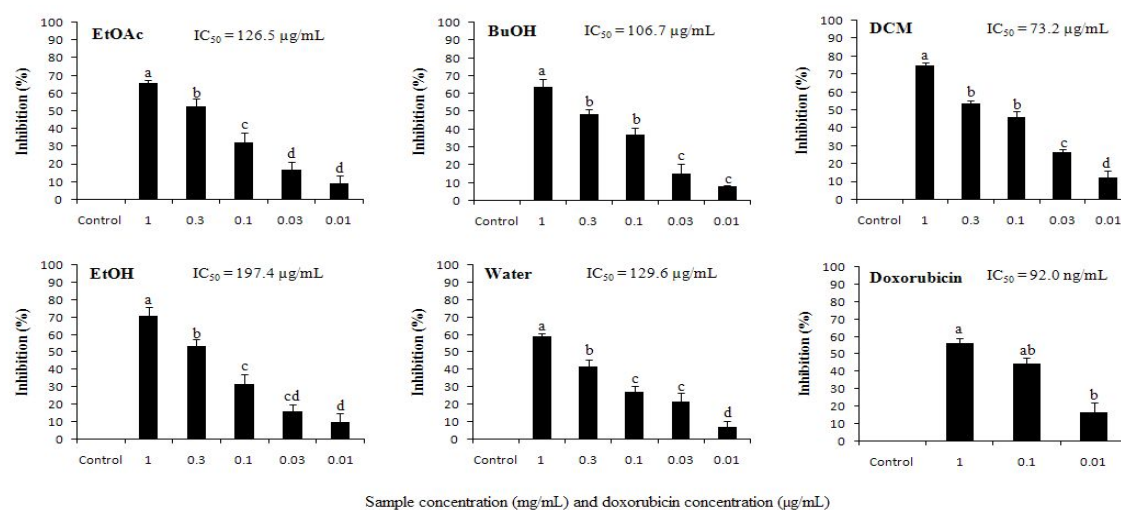 EtOAc IC50 = 126.5 µg/mL
Inhibition (%)
100
90
80
70
60
50
40
30
20
10
0
a
b
c
d
d
Control 1 0.3 0.1 0.03 0.01
BuOH IC50 = 106.7 µg/mL
Inhibition (%)
100
90
80
70
60
50
40
30
20
10
0
a
b
b
c
c
Control 1 0.3 0.1 0.03 0.01
DCM IC50 = 73.2 µg/mL
Inhibition (%)
100
90
80
70
60
50
40
30
20
10
0
a
b
b
c
d
Control 1 0.3 0.1 0.03 0.01
EtOH IC50 = 197.4 µg/mL
Inhibition (%)
100
90
80
70
60
50
40
30
20
10
0
a
b
c
cd
d
Control 1 0.3 0.1 0.03 0.01
Water IC50 = 129.6 µg/mL
Inhibition (%)
100
90
80
70
60
50
40
30
20
10
0
a
b
c
c
d
Control 1 0.3 0.1 0.03 0.01
Doxorubicin IC50 = 92.0 ng/mL
Inhibition (%)
100
90
80
70
60
50
40
30
20
10
0
a
ab
b
Control 1 0.1 0.01
Sample concentration (mg/mL) and doxorubicin concentration (µg/mL)